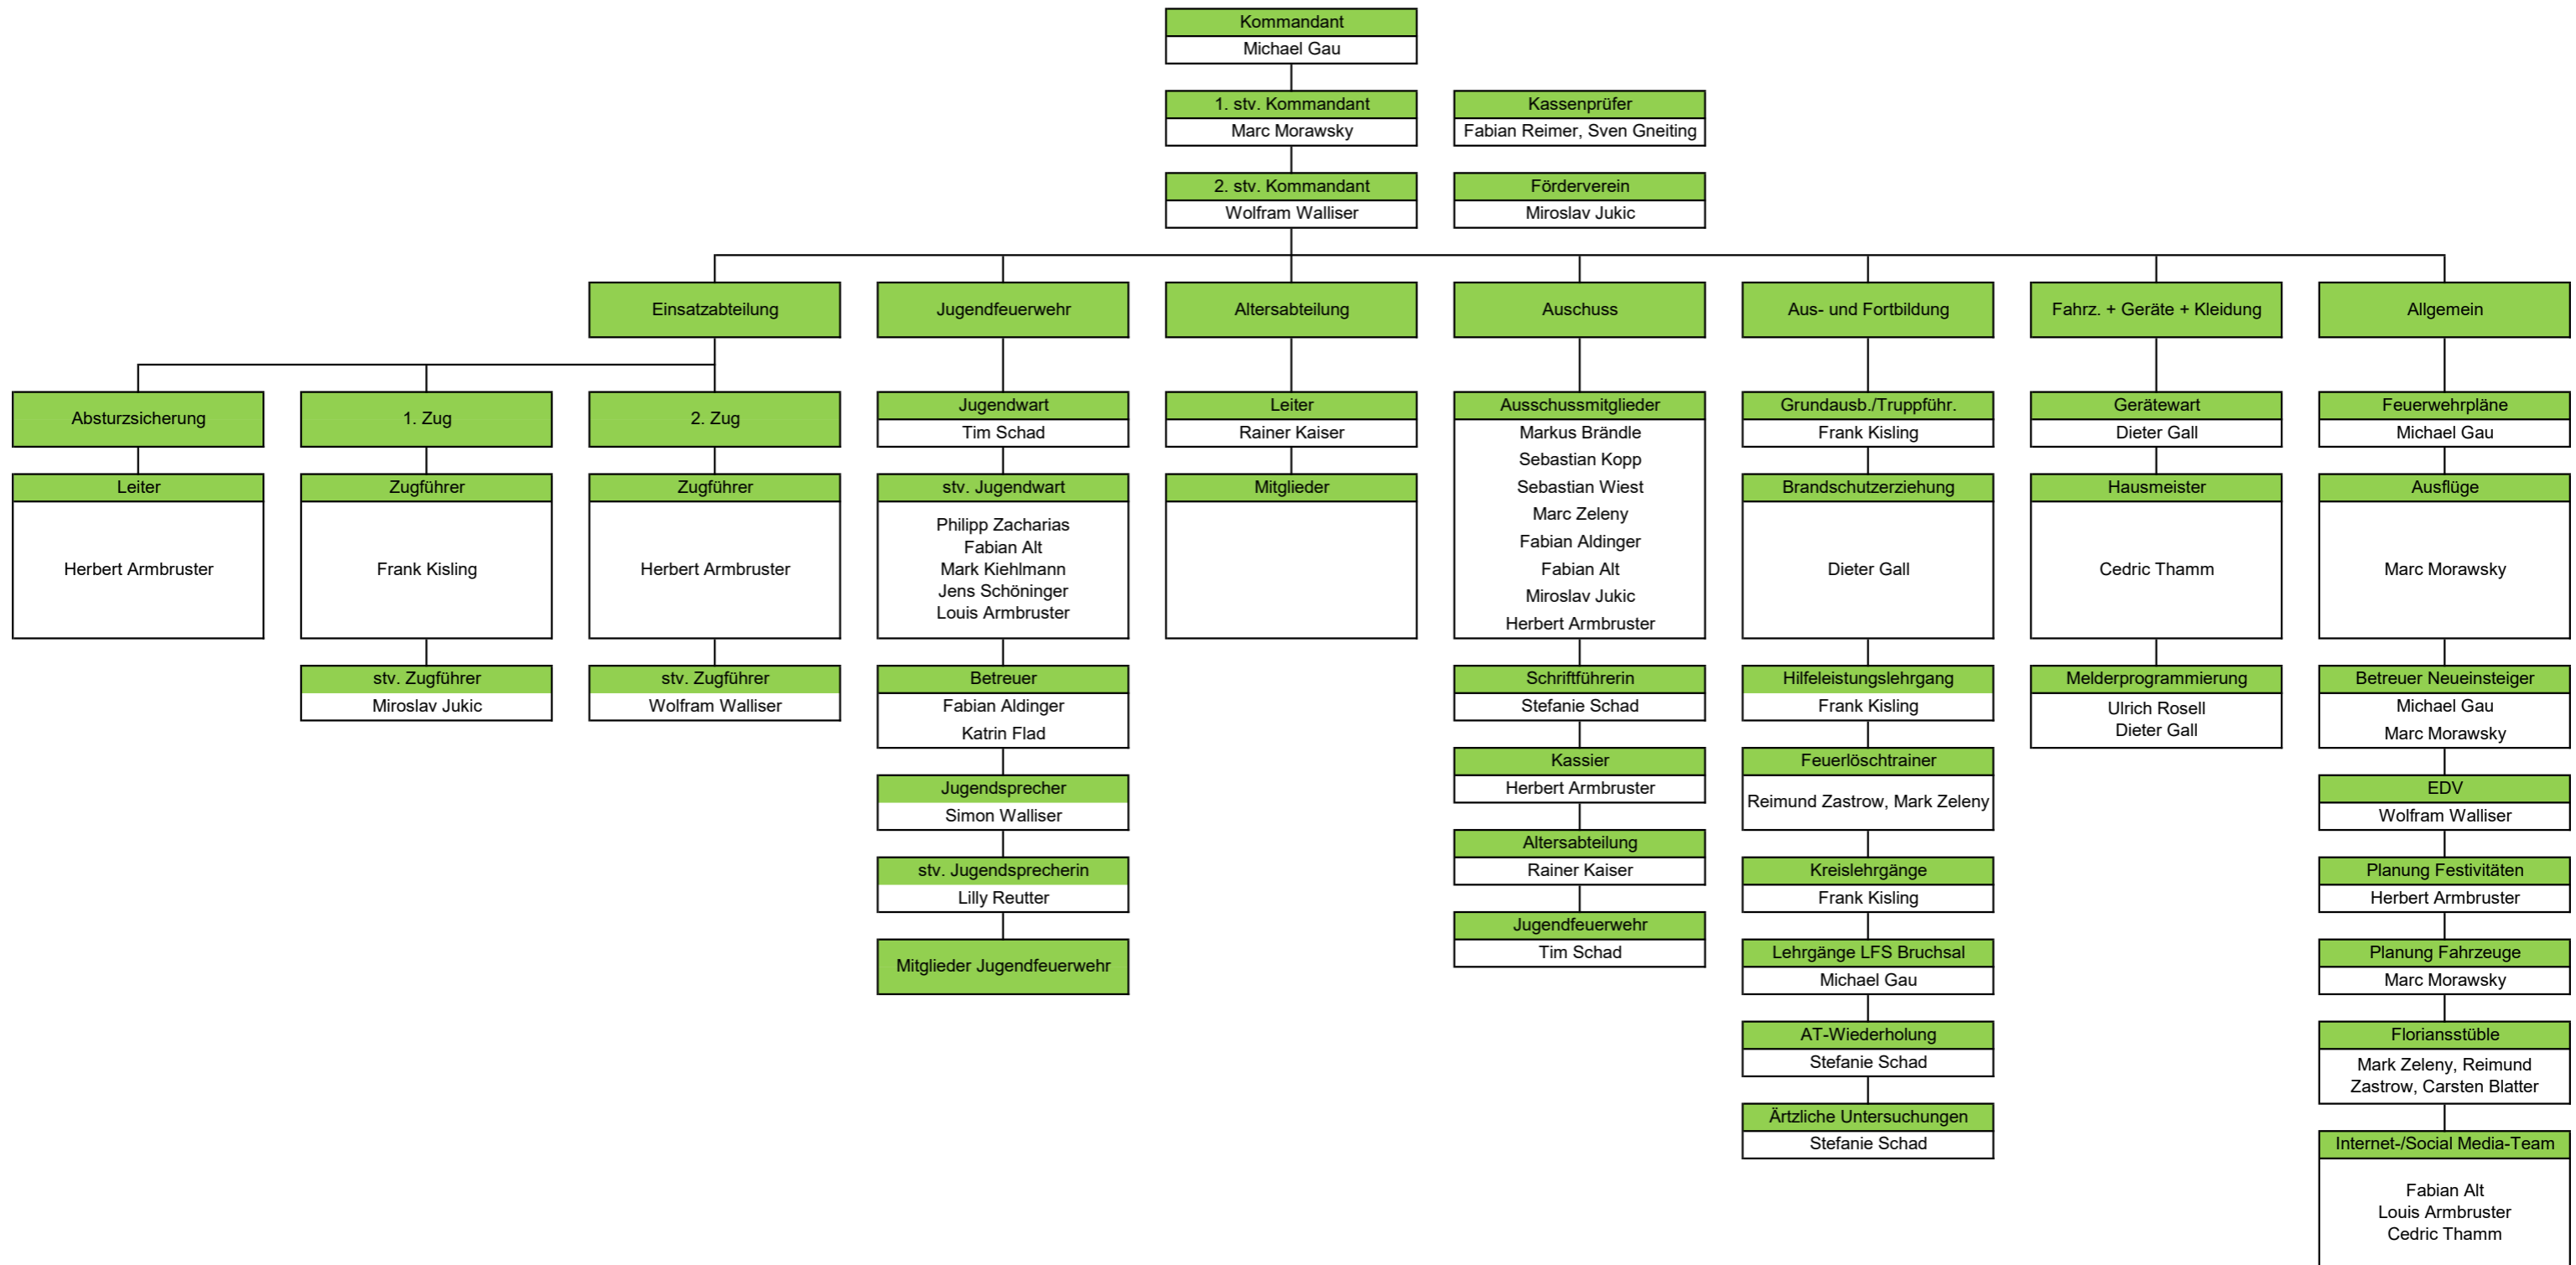 Kommandant
Michael Gau
1. stv. Kommandant
Marc Morawsky
Kassenprüfer
Fabian Reimer, Sven Gneiting
2. stv. Kommandant
Wolfram Walliser
Förderverein
Miroslav Jukic
Einsatzabteilung
Absturzsicherung
Leiter
Herbert Armbruster
1. Zug
Zugführer
Frank Kisling
stv. Zugführer
Miroslav Jukic
2. Zug
Zugführer
Herbert Armbruster
stv. Zugführer
Wolfram Walliser
Jugendfeuerwehr
Jugendwart
Tim Schad
stv. Jugendwart
Philipp Zacharias
Fabian Alt
Mark Kiehlmann
Jens Schöninger
Louis Armbruster
Betreuer
Fabian Aldinger
Katrin Flad
Jugendsprecher
Simon Walliser
stv. Jugendsprecherin
Lilly Reutter
Mitglieder Jugendfeuerwehr
Altersabteilung
Leiter
Rainer Kaiser
Mitglieder
Auschuss
Ausschussmitglieder
Markus Brändle
Sebastian Kopp
Sebastian Wiest
Marc Zeleny
Fabian Aldinger
Fabian Alt
Miroslav Jukic
Herbert Armbruster
Schriftführerin
Stefanie Schad
Kassier
Herbert Armbruster
Altersabteilung
Rainer Kaiser
Jugendfeuerwehr
Tim Schad
Aus- und Fortbildung
Grundausb./Truppführ.
Frank Kisling
Brandschutzerziehung
Dieter Gall
Hilfeleistungslehrgang
Frank Kisling
Feuerlöschtrainer
Reimund Zastrow, Mark Zeleny
Kreislehrgänge
Frank Kisling
Lehrgänge LFS Bruchsal
Michael Gau
AT-Wiederholung
Stefanie Schad
Ärtzliche Untersuchungen
Stefanie Schad
Fahrz. + Geräte + Kleidung
Gerätewart
Dieter Gall
Hausmeister
Cedric Thamm
Melderprogrammierung
Ulrich Rosell
Dieter Gall
Allgemein
Feuerwehrpläne
Michael Gau
Ausflüge
Marc Morawsky
Betreuer Neueinsteiger
Michael Gau
Marc Morawsky
EDV
Wolfram Walliser
Planung Festivitäten
Herbert Armbruster
Planung Fahrzeuge
Marc Morawsky
Floriansstüble
Mark Zeleny, Reimund
Zastrow, Carsten Blatter
Internet-/Social Media-Team
Fabian Alt
Louis Armbruster
Cedric Thamm